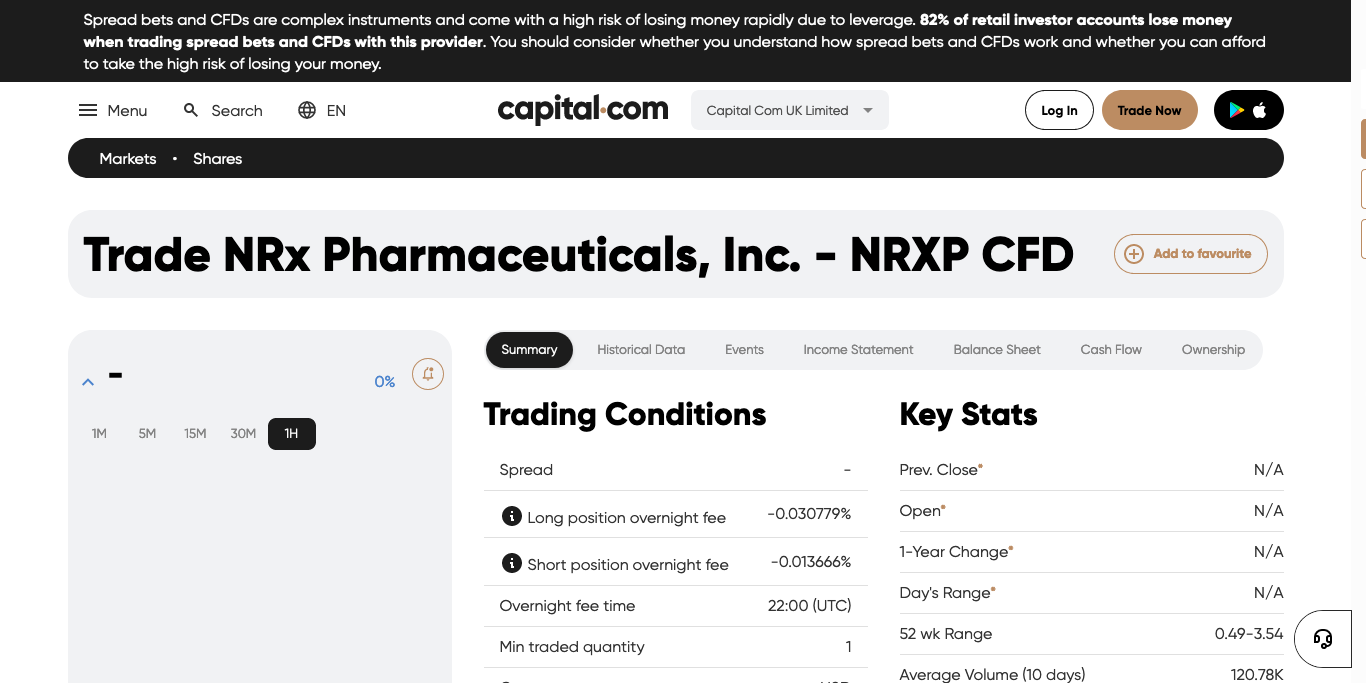 Spread bets and CFDs are complex instruments and come with a high risk of losing money rapidly due to leverage. 82% of retail investor accounts lose money
when trading spread bets and CFDs with this provider. You should consider whether you understand how spread bets and CFDs work and whether you can afford
to take the high risk of losing your money.
Menu
Search
EN
capital.com
Capital Com UK Limited
Log In
Trade Now
Markets • Shares
Trade NRx Pharmaceuticals, Inc. - NRXP CFD
Add to favourite
-
0%
1M 5M 15M 30M 1H
Summary Historical Data Events Income Statement Balance Sheet Cash Flow Ownership
Trading Conditions
Spread -
Long position overnight fee -0.030779%
Short position overnight fee -0.013666%
Overnight fee time 22:00 (UTC)
Min traded quantity 1
Key Stats
Prev. Close* N/A
Open* N/A
1-Year Change* N/A
Day's Range* N/A
52 wk Range 0.49-3.54
Average Volume (10 days) 120.78K